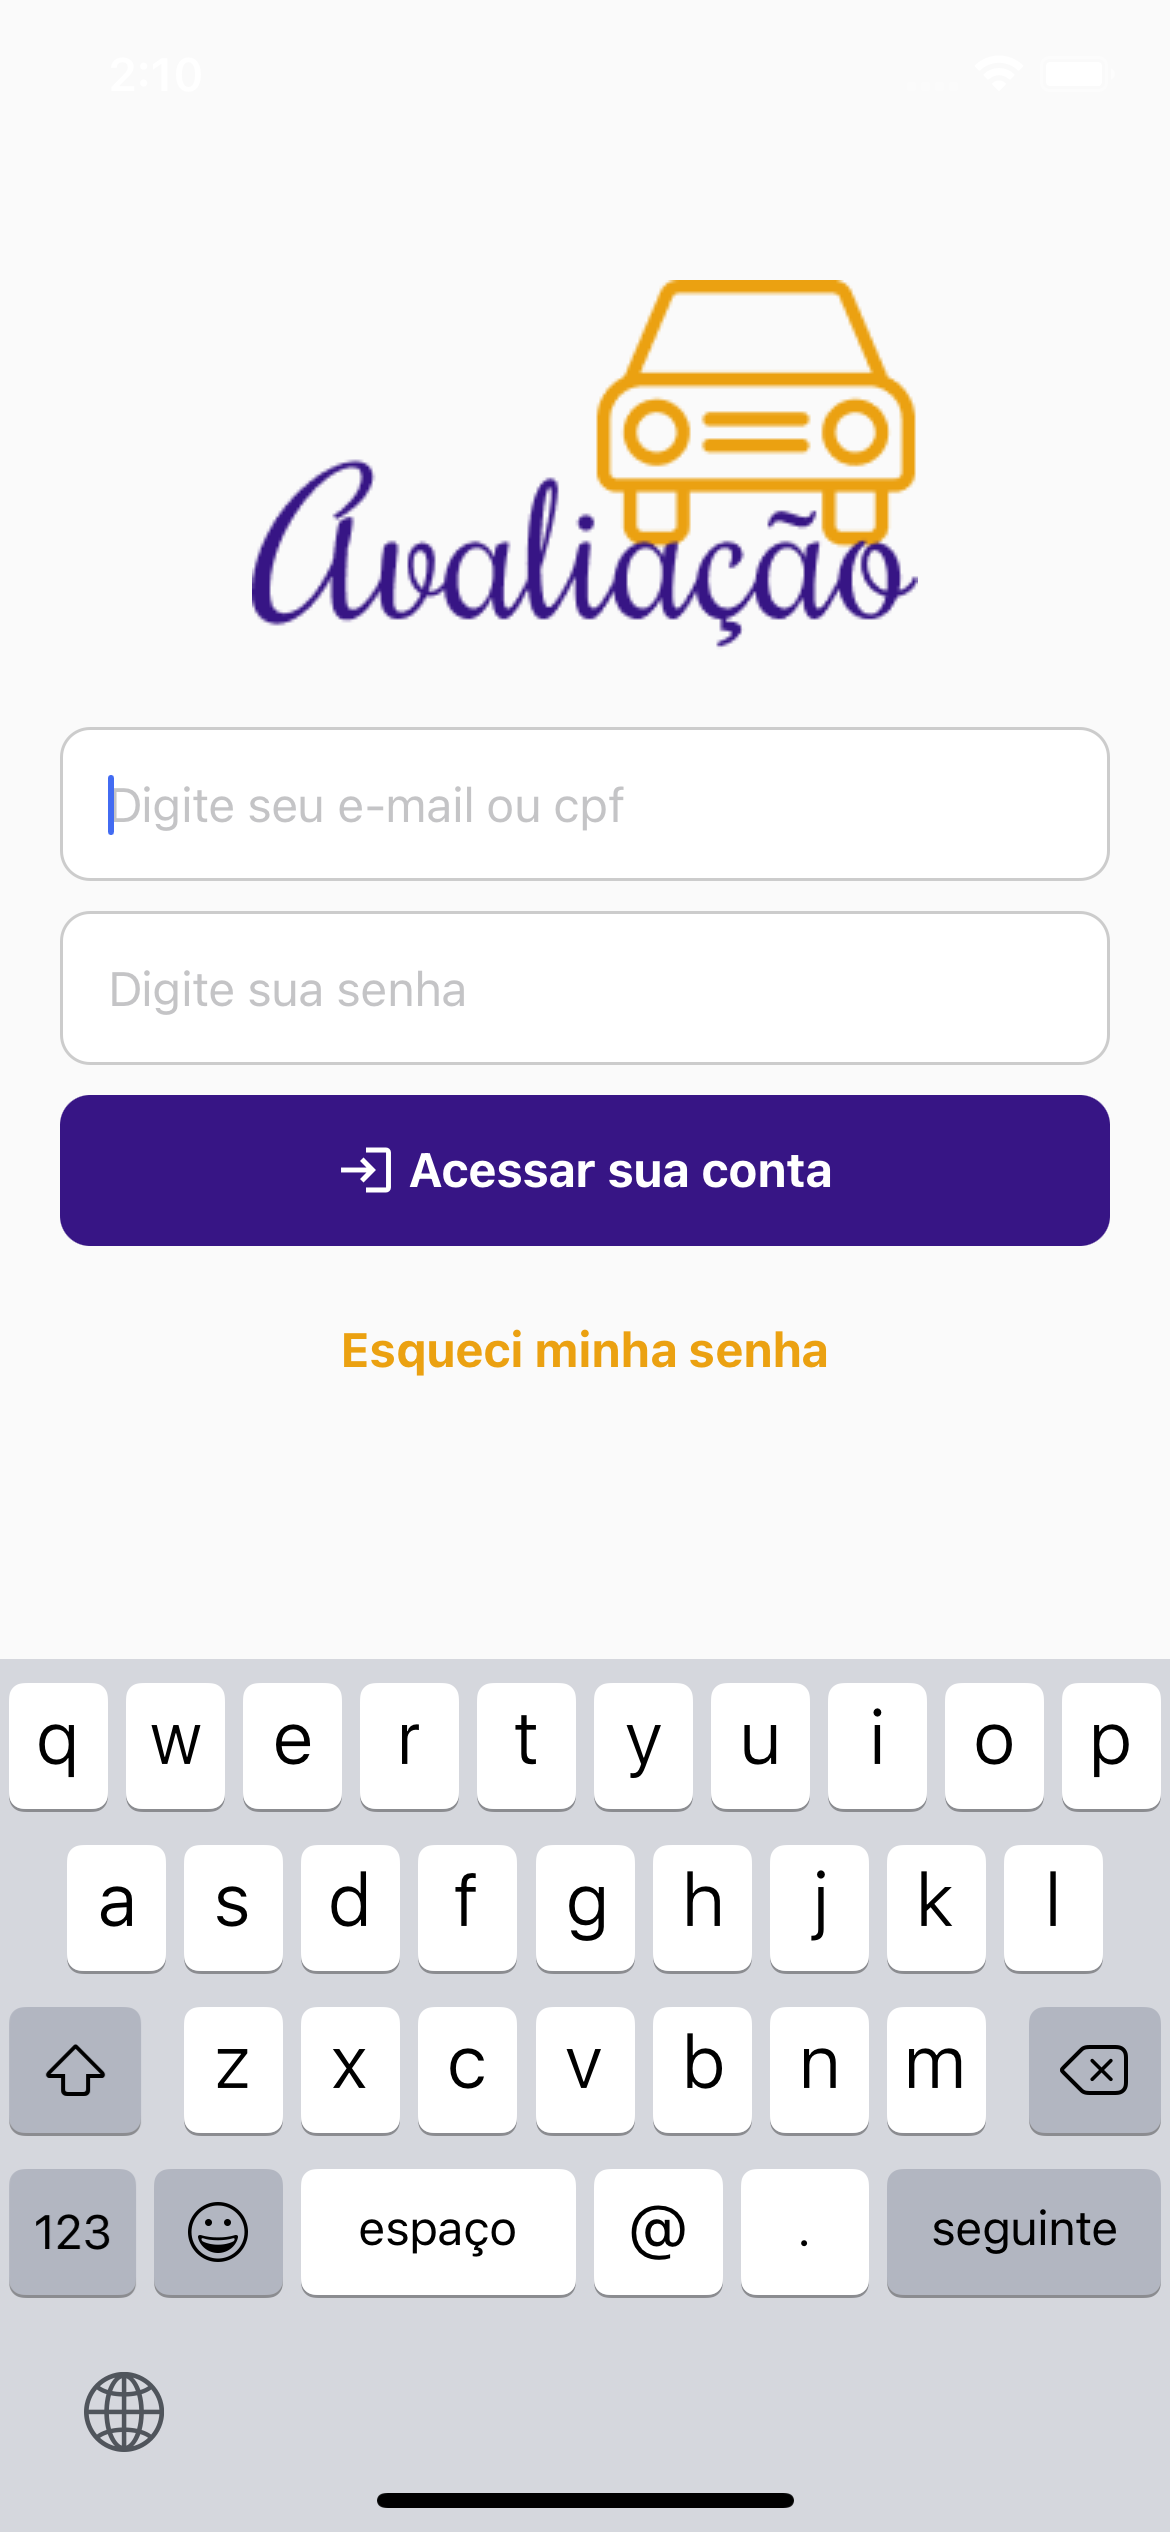 2:10
Avaliação
Digite seu e-mail ou cpf
Digite sua senha
Acessar sua conta
Esqueci minha senha
q w e r t y u i o p
a s d f g h j k l
z x c v b n m
123 espaço @ . seguinte